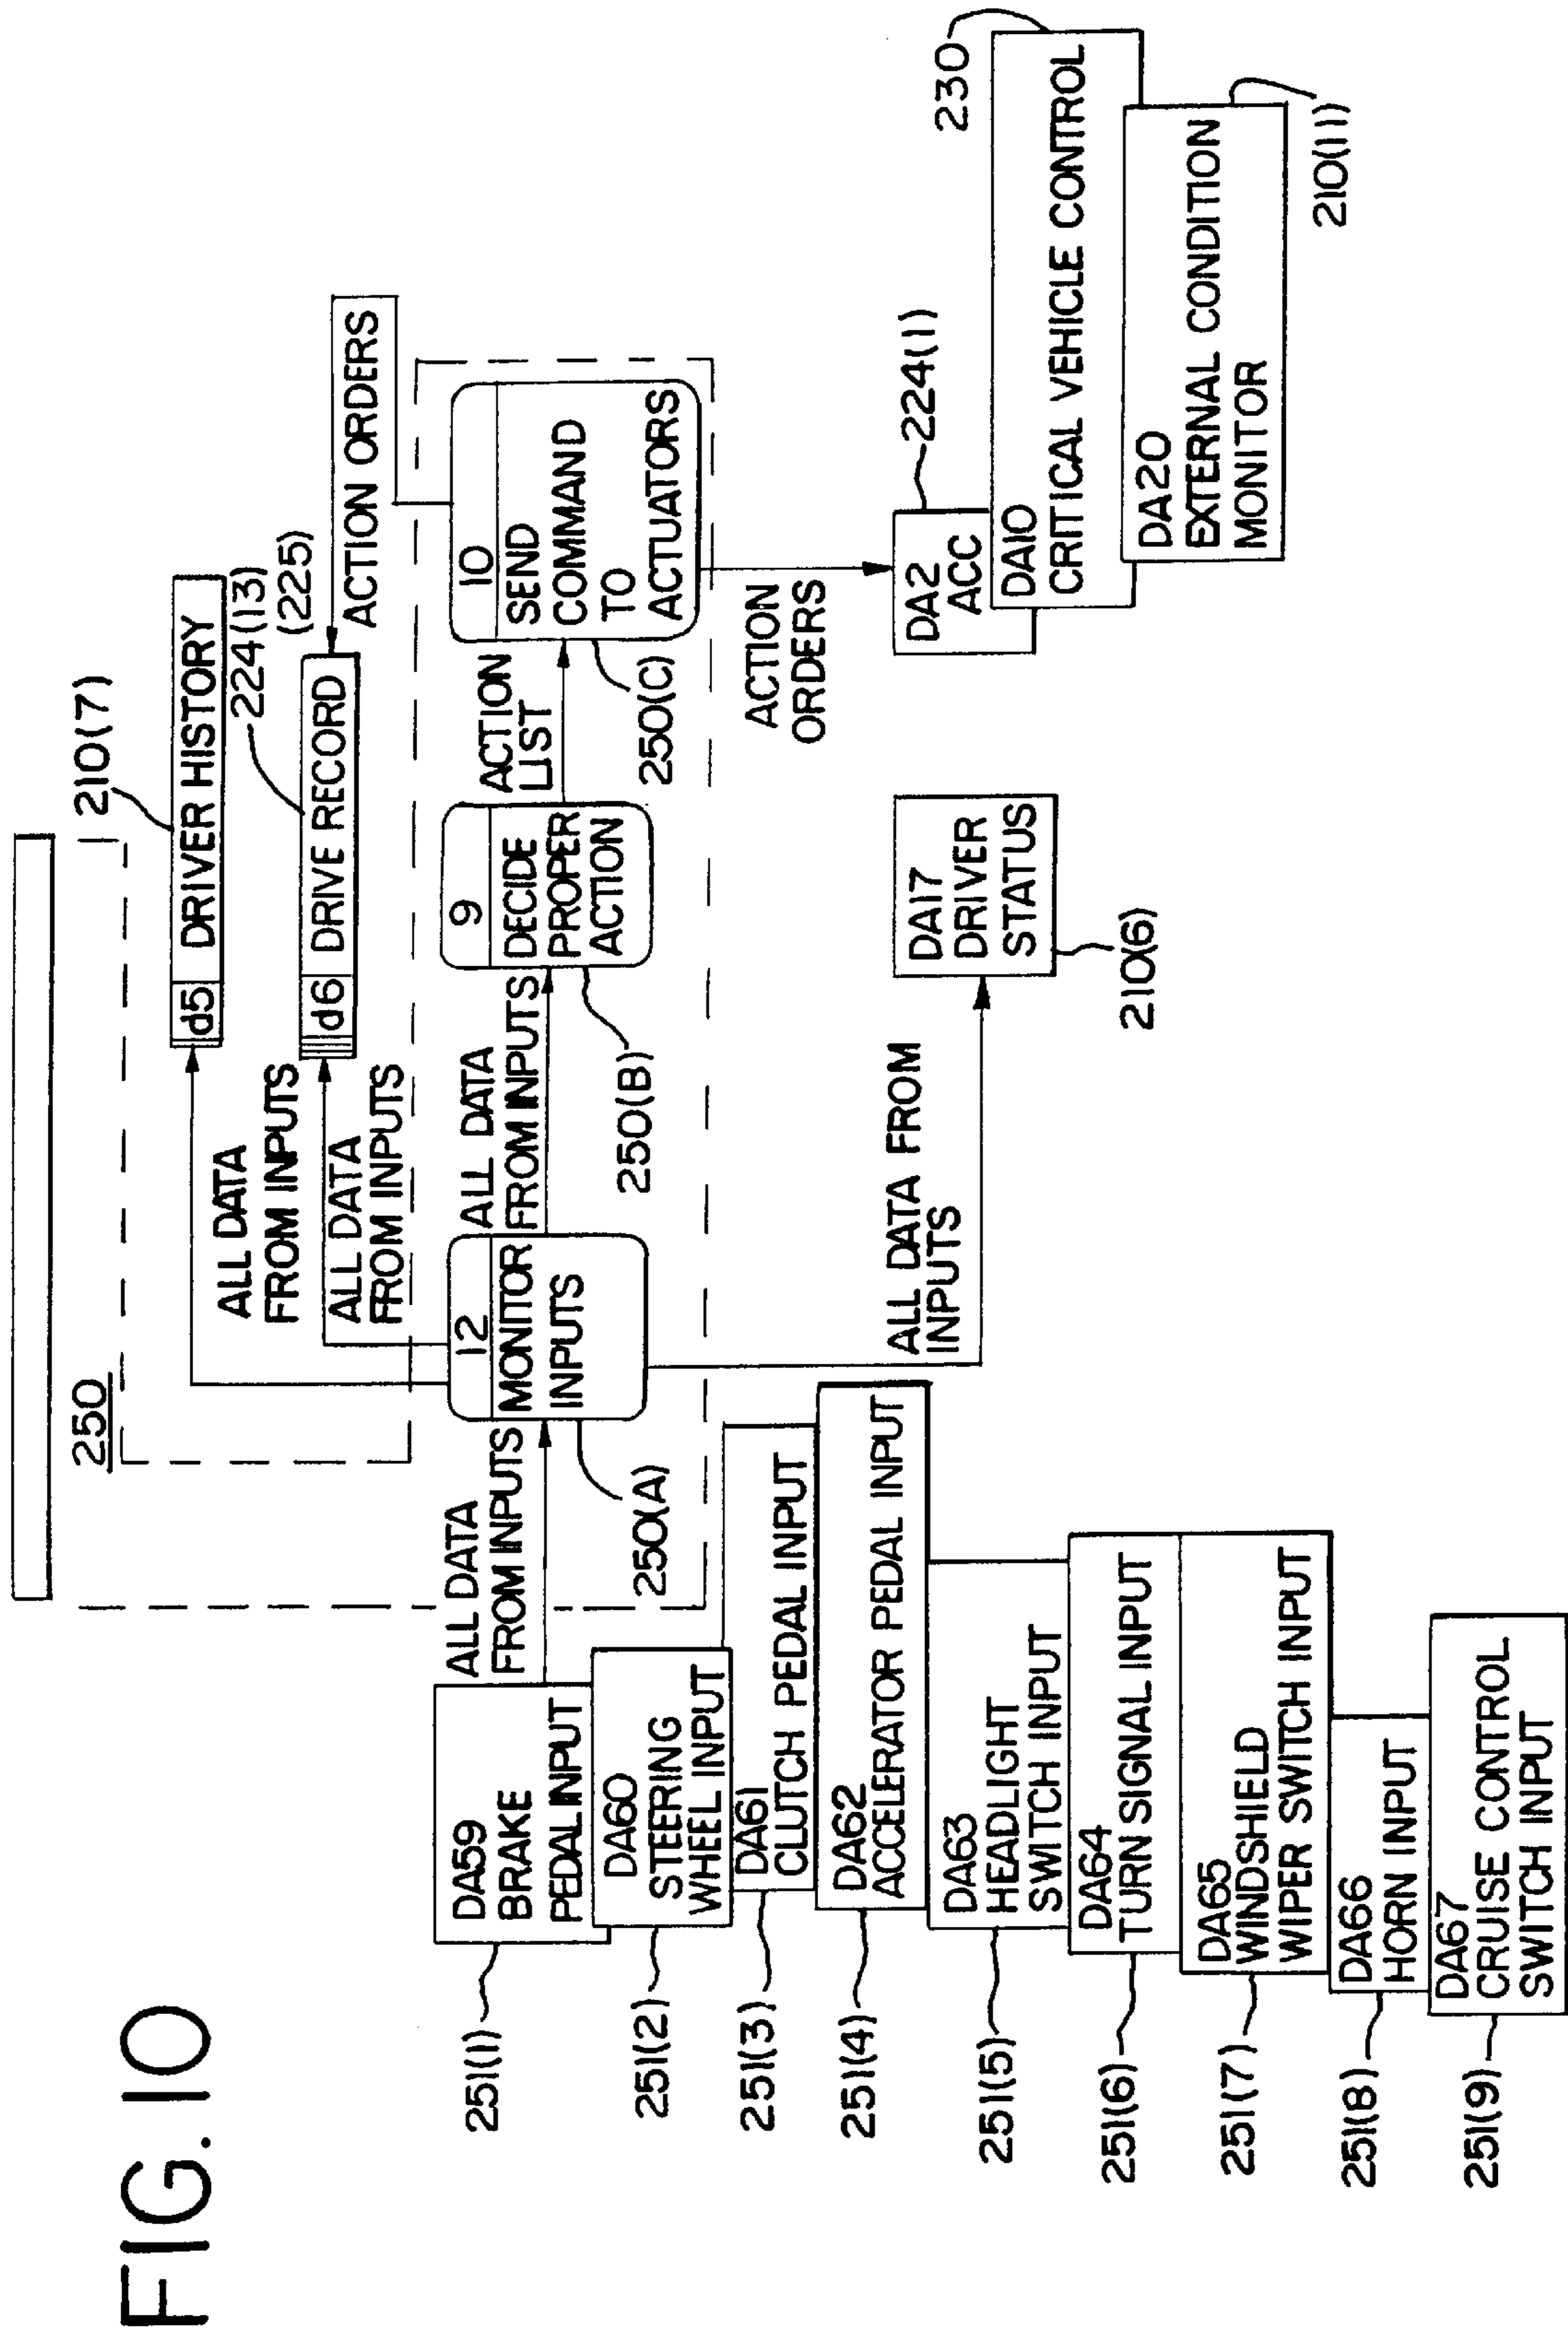 FIG. 10
250
210(7)
d5 DRIVER HISTORY
224(13)
(225)
d6 DRIVE RECORD
ALL DATA
FROM INPUTS
ALL DATA
FROM INPUTS
ACTION ORDERS
ALL DATA
FROM INPUTS
12
MONITOR
INPUTS
250(A)
ALL DATA
FROM INPUTS
9
DECIDE
PROPER
ACTION
250(B)
ACTION
LIST
10
SEND
COMMAND
TO
ACTUATORS
250(C)
ACTION
ORDERS
251(1)
DA59
BRAKE
PEDAL INPUT
251(2)
DA60
STEERING
WHEEL INPUT
251(3)
DA61
CLUTCH PEDAL INPUT
251(4)
DA62
ACCELERATOR PEDAL INPUT
251(5)
DA63
HEADLIGHT
SWITCH INPUT
251(6)
DA64
TURN SIGNAL INPUT
251(7)
DA65
WINDSHIELD
WIPER SWITCH INPUT
251(8)
DA66
HORN INPUT
251(9)
DA67
CRUISE CONTROL
SWITCH INPUT
ALL DATA FROM
INPUTS
DA17
DRIVER
STATUS
210(6)
DA2
ACC
224(1)
DA10
CRITICAL VEHICLE CONTROL
230
DA20
EXTERNAL CONDITION
MONITOR
210(11)